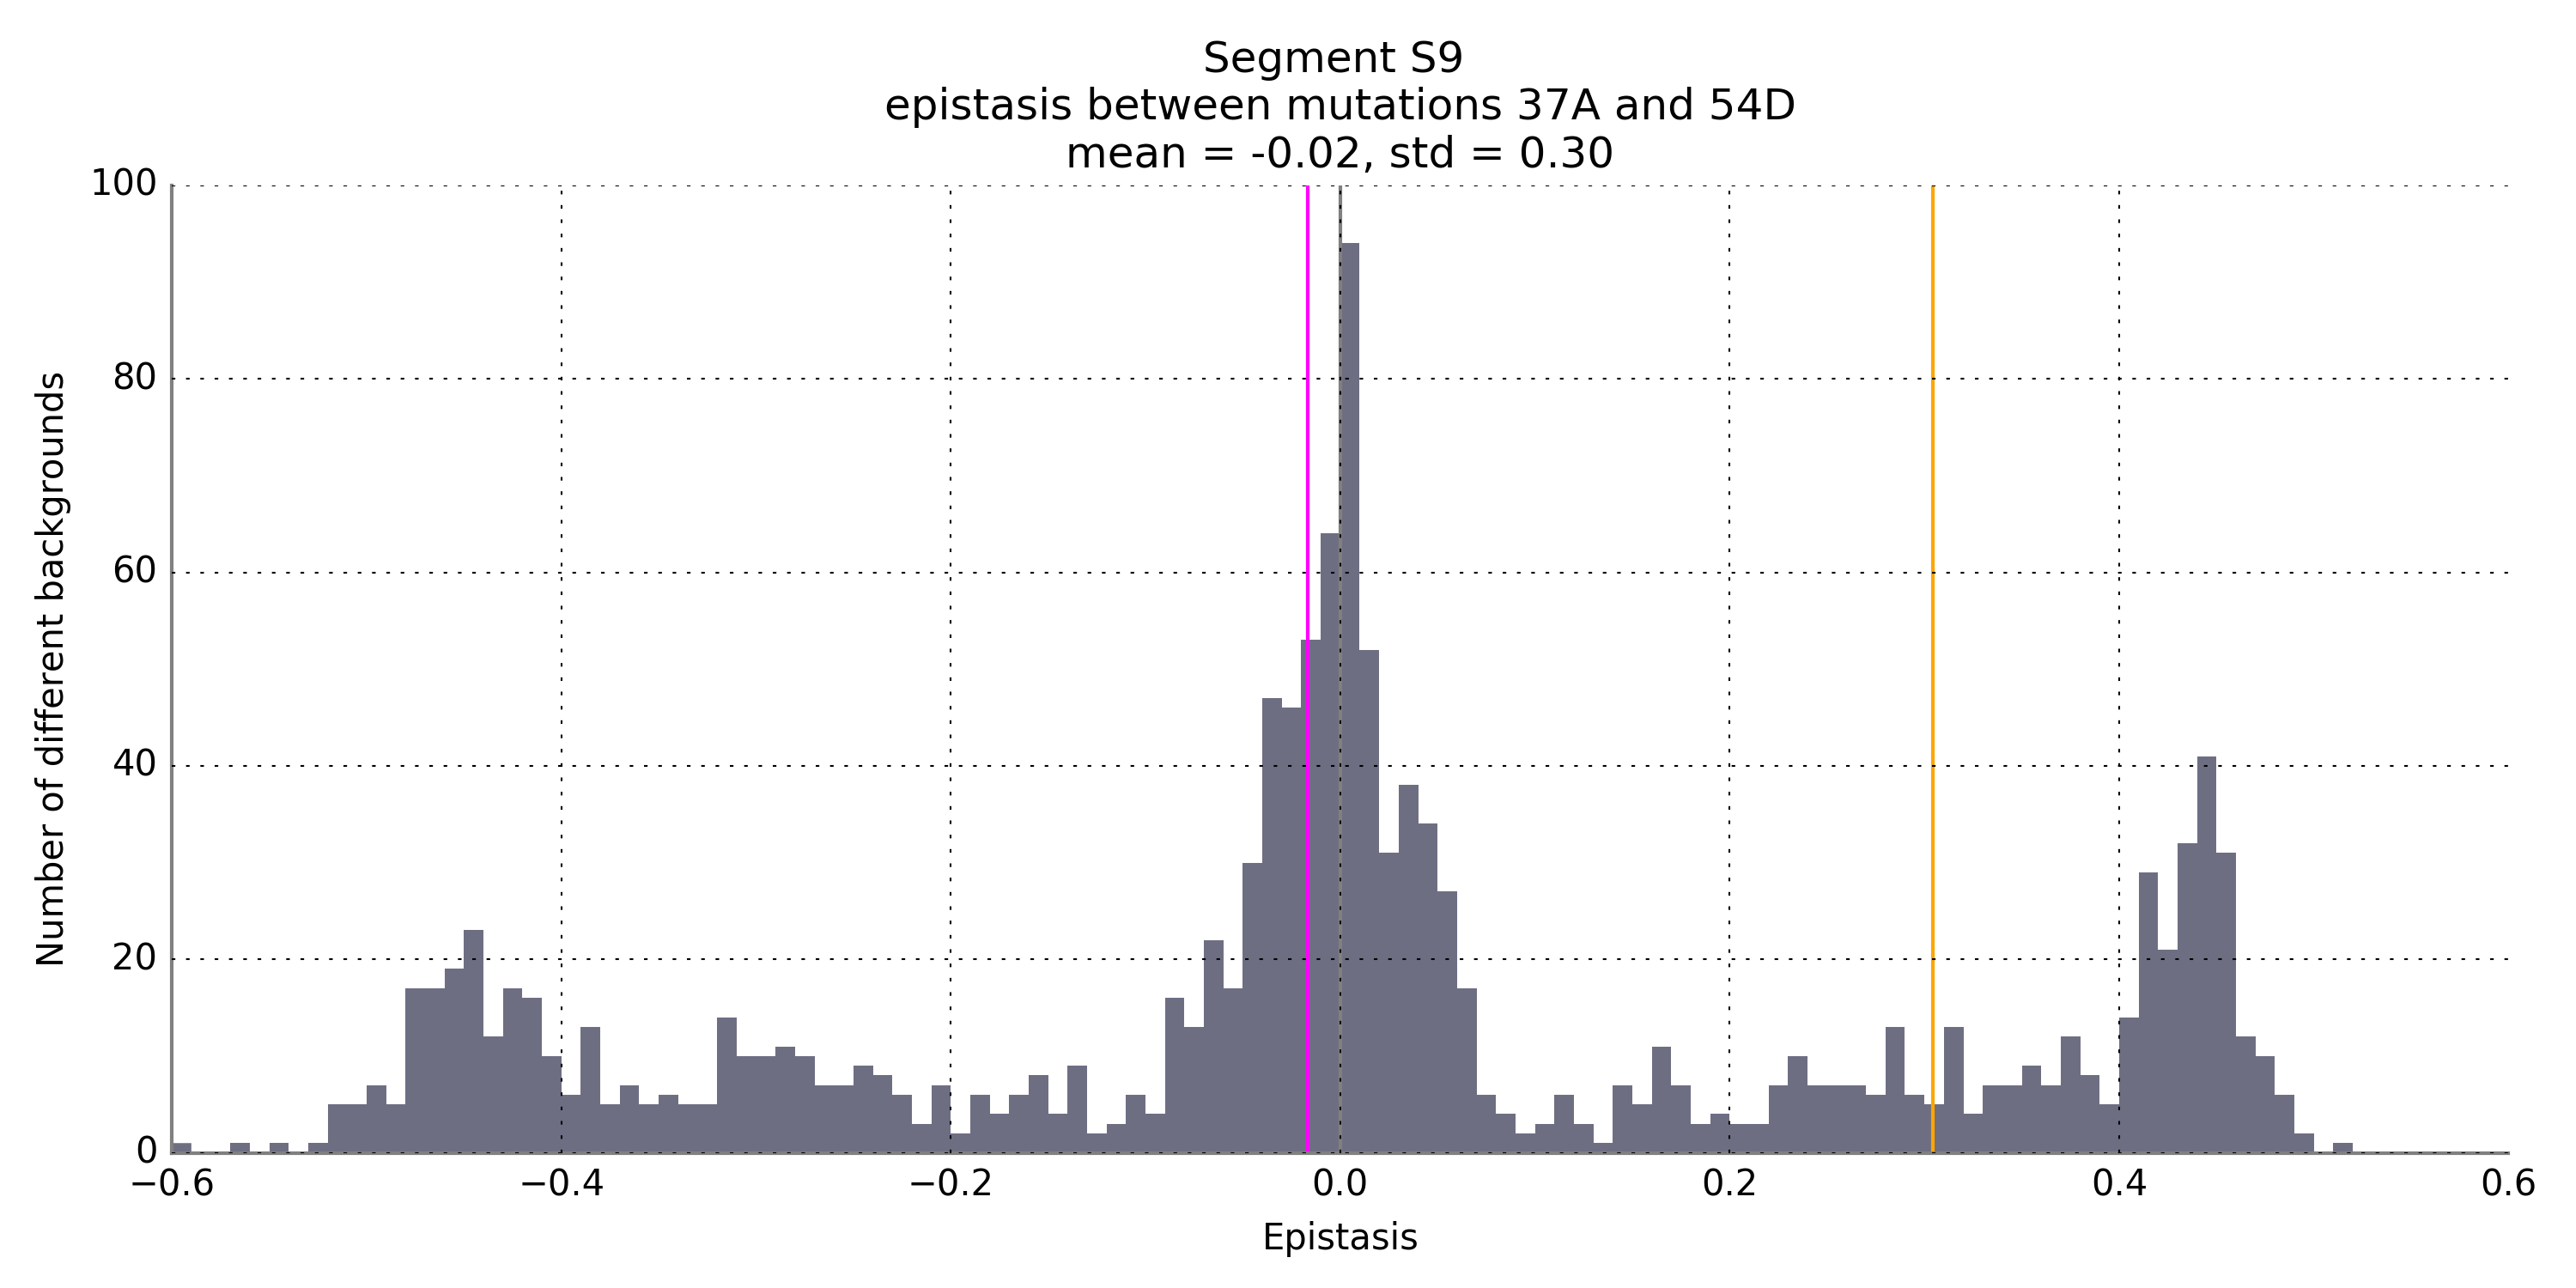 Segment S9
epistasis between mutations 37A and 54D
mean = -0.02, std = 0.30
100
80
60
40
20
0
Number of different backgrounds
−0.6 −0.4 −0.2 0.0 0.2 0.4 0.6
Epistasis